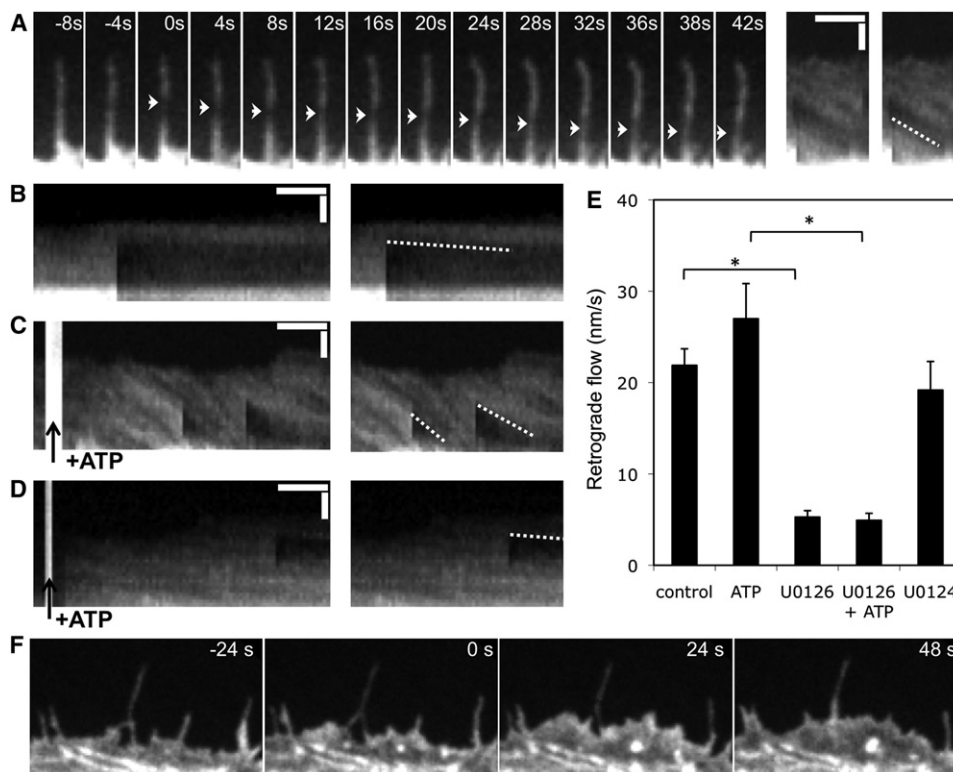 A
-8s -4s 0s 4s 8s 12s 16s 20s 24s 28s 32s 36s 38s 42s
B
C
+ATP
D
+ATP
E
Retrograde flow (nm/s)
40
30
20
10
0
*
*
control ATP U0126 U0126 U0124
+ ATP
F
-24 s 0 s 24 s 48 s